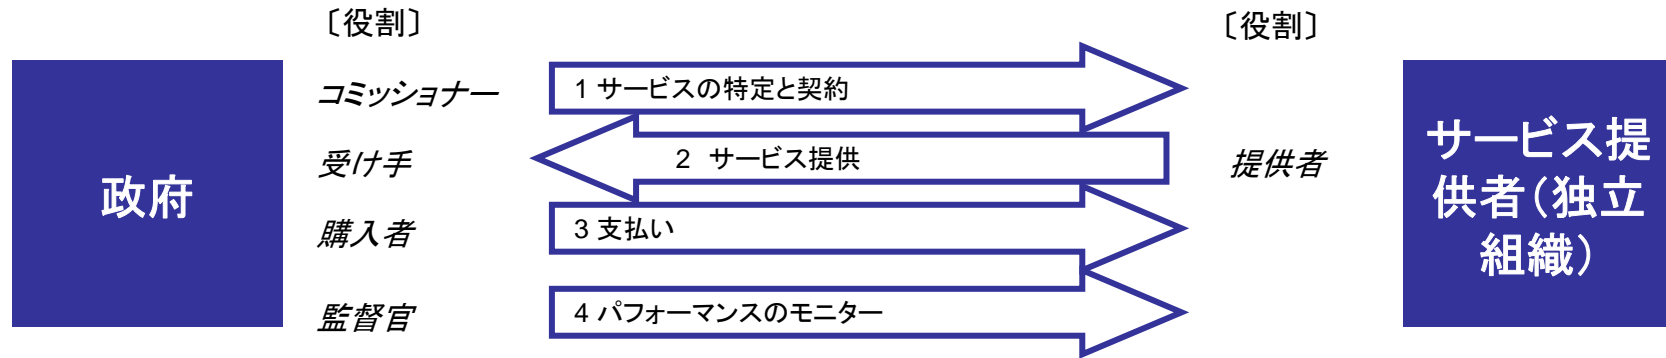 〔役割〕
〔役割〕
政府
コミッショナー
1 サービスの特定と契約
受け手
2 サービス提供
提供者
購入者
3 支払い
監督官
4 パフォーマンスのモニター
サービス提
供者（独立
組織）